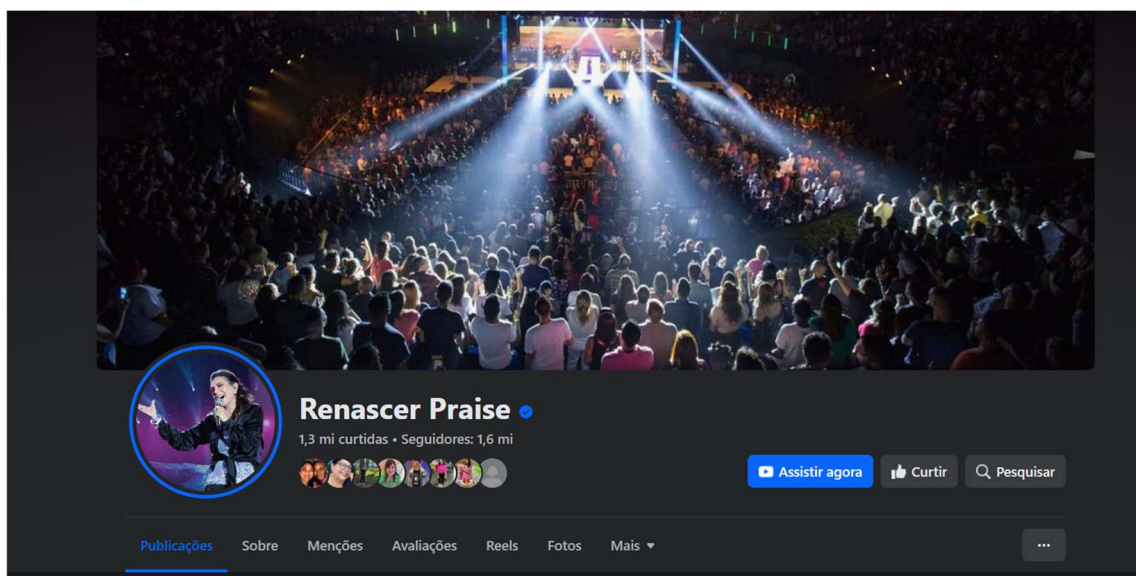 Renascer Praise
1,3 mi curtidas • Seguidores: 1,6 mi
Assistir agora
Curtir
Pesquisar
Publicações
Sobre
Menções
Avaliações
Reels
Fotos
Mais